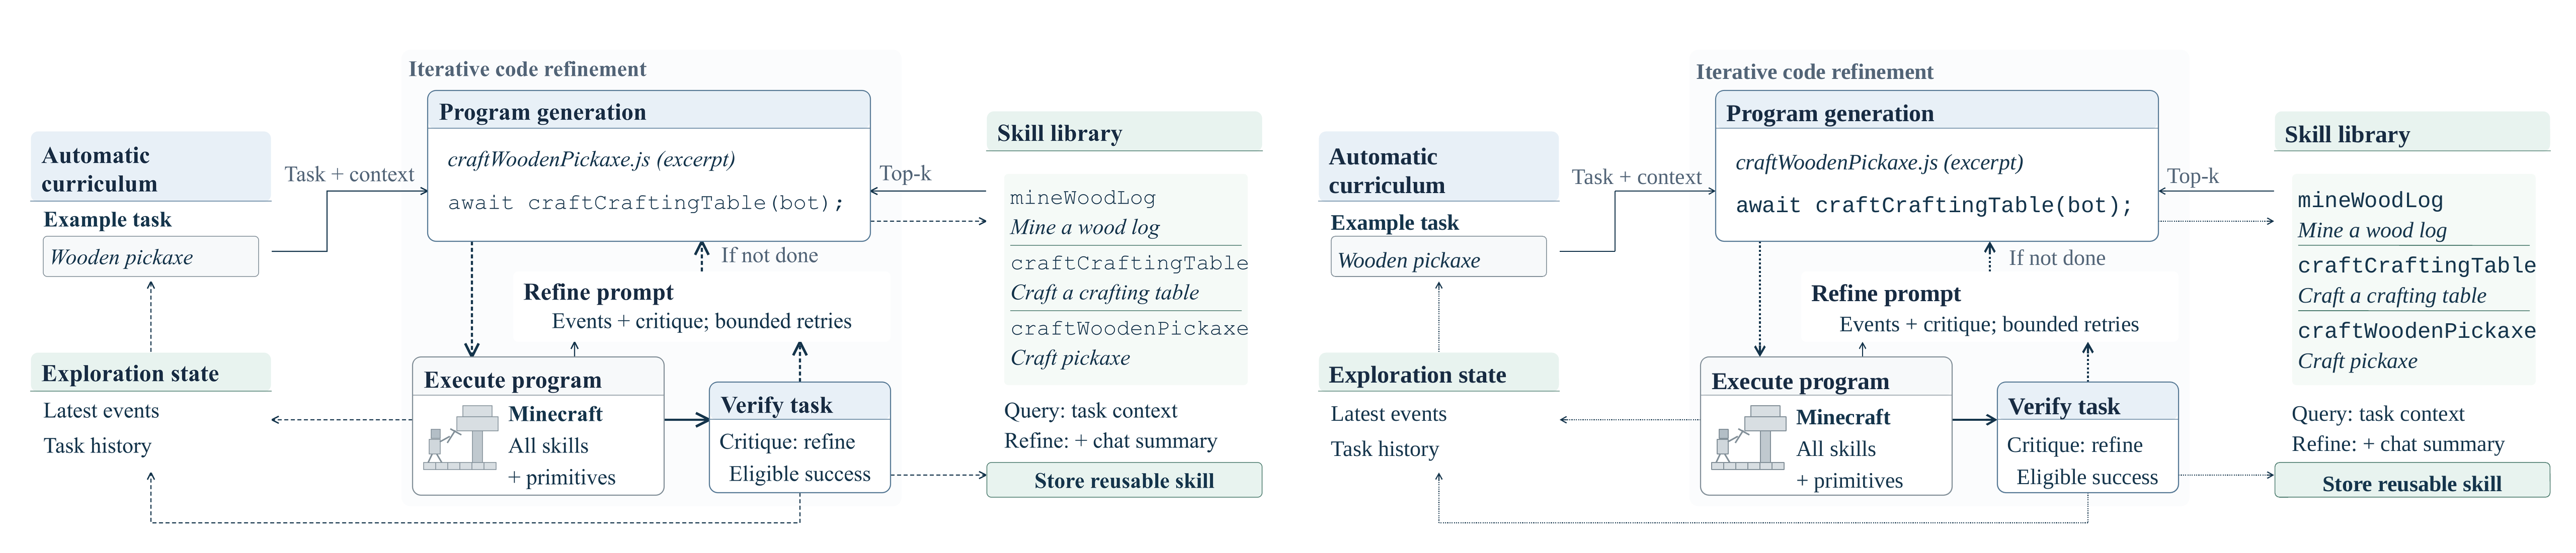 Iterative code refinement
Program generation
craftWoodenPickaxe.js (excerpt)
await craftCraftingTable(bot);
Automatic
curriculum
Example task
Wooden pickaxe
Task + context
Top-k
Skill library
mineWoodLog
Mine a wood log
craftCraftingTable
Craft a crafting table
craftWoodenPickaxe
Craft pickaxe
Query: task context
Refine: + chat summary
Store reusable skill
If not done
Refine prompt
Events + critique; bounded retries
Exploration state
Latest events
Task history
Execute program
Minecraft
All skills
+ primitives
Verify task
Critique: refine
Eligible success
Iterative code refinement
Program generation
craftWoodenPickaxe.js (excerpt)
await craftCraftingTable(bot);
Automatic
curriculum
Example task
Wooden pickaxe
Task + context
Top-k
Skill library
mineWoodLog
Mine a wood log
craftCraftingTable
Craft a crafting table
craftWoodenPickaxe
Craft pickaxe
Query: task context
Refine: + chat summary
Store reusable skill
If not done
Refine prompt
Events + critique; bounded retries
Exploration state
Latest events
Task history
Execute program
Minecraft
All skills
+ primitives
Verify task
Critique: refine
Eligible success